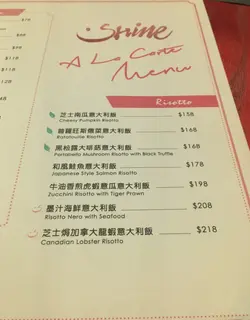 Shine
A La Carte
Menu
Risotto
芝士南瓜意大利飯 $158
Cheesy Pumpkin Risotto
普羅旺斯燉菜意大利飯 $168
Ratatouille Risotto
黑松露大啡菇意大利飯 $168
Portobello Mushroom Risotto with Black Truffle
和風鮭魚意大利飯 $178
Japanese Style Salmon Risotto
牛油香煎虎蝦意瓜意大利飯 $198
Zucchini Risotto with Tiger Prawn
墨汁海鮮意大利飯 $208
Risotto Nero with Seafood
芝士焗加拿大龍蝦意大利飯 $218
Canadian Lobster Risotto